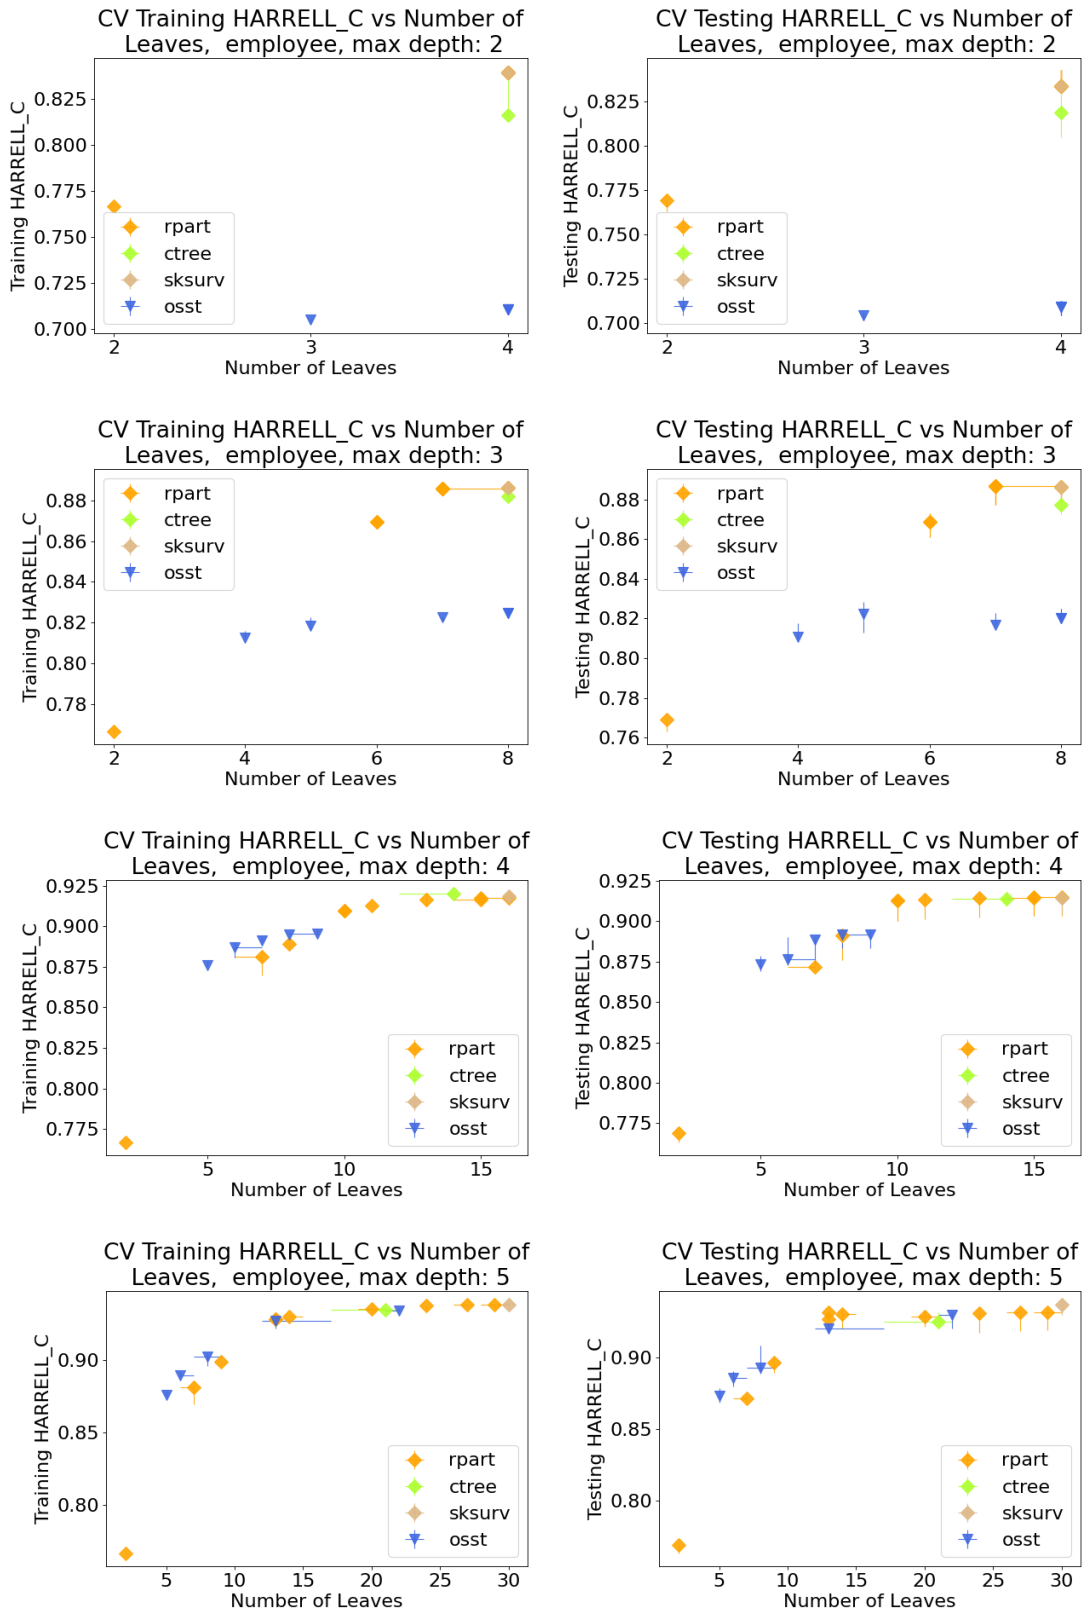 CV Training HARRELL_C vs Number of
Leaves,  employee, max depth: 2
Training HARRELL_C
0.825
0.800
0.775
0.750
0.725
0.700
rpart
ctree
sksurv
osst
2 3 4
Number of Leaves
CV Testing HARRELL_C vs Number of
Leaves,  employee, max depth: 2
Testing HARRELL_C
0.825
0.800
0.775
0.750
0.725
0.700
rpart
ctree
sksurv
osst
2 3 4
Number of Leaves
CV Training HARRELL_C vs Number of
Leaves,  employee, max depth: 3
Training HARRELL_C
0.88
0.86
0.84
0.82
0.80
0.78
rpart
ctree
sksurv
osst
2 4 6 8
Number of Leaves
CV Testing HARRELL_C vs Number of
Leaves,  employee, max depth: 3
Testing HARRELL_C
0.88
0.86
0.84
0.82
0.80
0.78
0.76
rpart
ctree
sksurv
osst
2 4 6 8
Number of Leaves
CV Training HARRELL_C vs Number of
Leaves,  employee, max depth: 4
Training HARRELL_C
0.925
0.900
0.875
0.850
0.825
0.800
0.775
rpart
ctree
sksurv
osst
5 10 15
Number of Leaves
CV Testing HARRELL_C vs Number of
Leaves,  employee, max depth: 4
Testing HARRELL_C
0.925
0.900
0.875
0.850
0.825
0.800
0.775
rpart
ctree
sksurv
osst
5 10 15
Number of Leaves
CV Training HARRELL_C vs Number of
Leaves,  employee, max depth: 5
Training HARRELL_C
0.90
0.85
0.80
rpart
ctree
sksurv
osst
5 10 15 20 25 30
Number of Leaves
CV Testing HARRELL_C vs Number of
Leaves,  employee, max depth: 5
Testing HARRELL_C
0.90
0.85
0.80
rpart
ctree
sksurv
osst
5 10 15 20 25 30
Number of Leaves